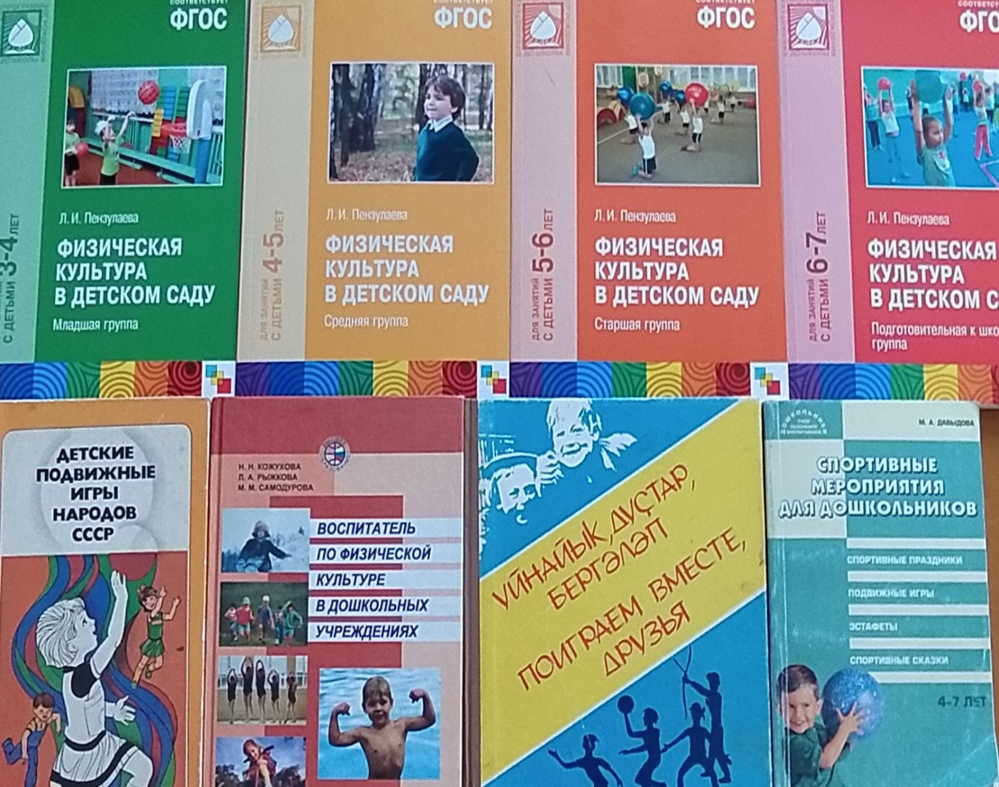 СООТВЕТСТВУЕТ
ФГОС
С ДЕТЬМИ 3-4 ЛЕТ
Л. И. Пензулаева
ФИЗИЧЕСКАЯ
КУЛЬТУРА
В ДЕТСКОМ САДУ
Младшая группа
СООТВЕТСТВУЕТ
ФГОС
ДЛЯ ЗАНЯТИЙ
С ДЕТЬМИ 4-5 ЛЕТ
Л. И. Пензулаева
ФИЗИЧЕСКАЯ
КУЛЬТУРА
В ДЕТСКОМ САДУ
Средняя группа
СООТВЕТСТВУЕТ
ФГОС
ДЛЯ ЗАНЯТИЙ
С ДЕТЬМИ 5-6 ЛЕТ
Л. И. Пензулаева
ФИЗИЧЕСКАЯ
КУЛЬТУРА
В ДЕТСКОМ САДУ
Старшая группа
ФГО
ДЛЯ ЗАНЯТИЙ
С ДЕТЬМИ 6-7 ЛЕТ
Л. И. Пензулаева
ФИЗИЧЕСКАЯ
КУЛЬТУРА
В ДЕТСКОМ С
Подготовительная к шко
группа
ДЕТСКИЕ
ПОДВИЖНЫЕ
ИГРЫ
НАРОДОВ
СССР
Н. Н. КОЖУХОВА
Л. А. РЫЖКОВА
М. М. САМОДУРОВА
ВОСПИТАТЕЛЬ
ПО ФИЗИЧЕСКОЙ
КУЛЬТУРЕ
В ДОШКОЛЬНЫХ
УЧРЕЖДЕНИЯХ
УЙНАЙЫҠ ДУҪТАР,
БЕРГӘЛӘП
ПОИГРАЕМ ВМЕСТЕ,
ДРУЗЬЯ
М. А. ДАВЫДОВА
СПОРТИВНЫЕ
МЕРОПРИЯТИЯ
ДЛЯ ДОШКОЛЬНИКОВ
СПОРТИВНЫЕ ПРАЗДНИКИ
ПОДВИЖНЫЕ ИГРЫ
ЭСТАФЕТЫ
СПОРТИВНЫЕ СКАЗКИ
4-7 ЛЕТ